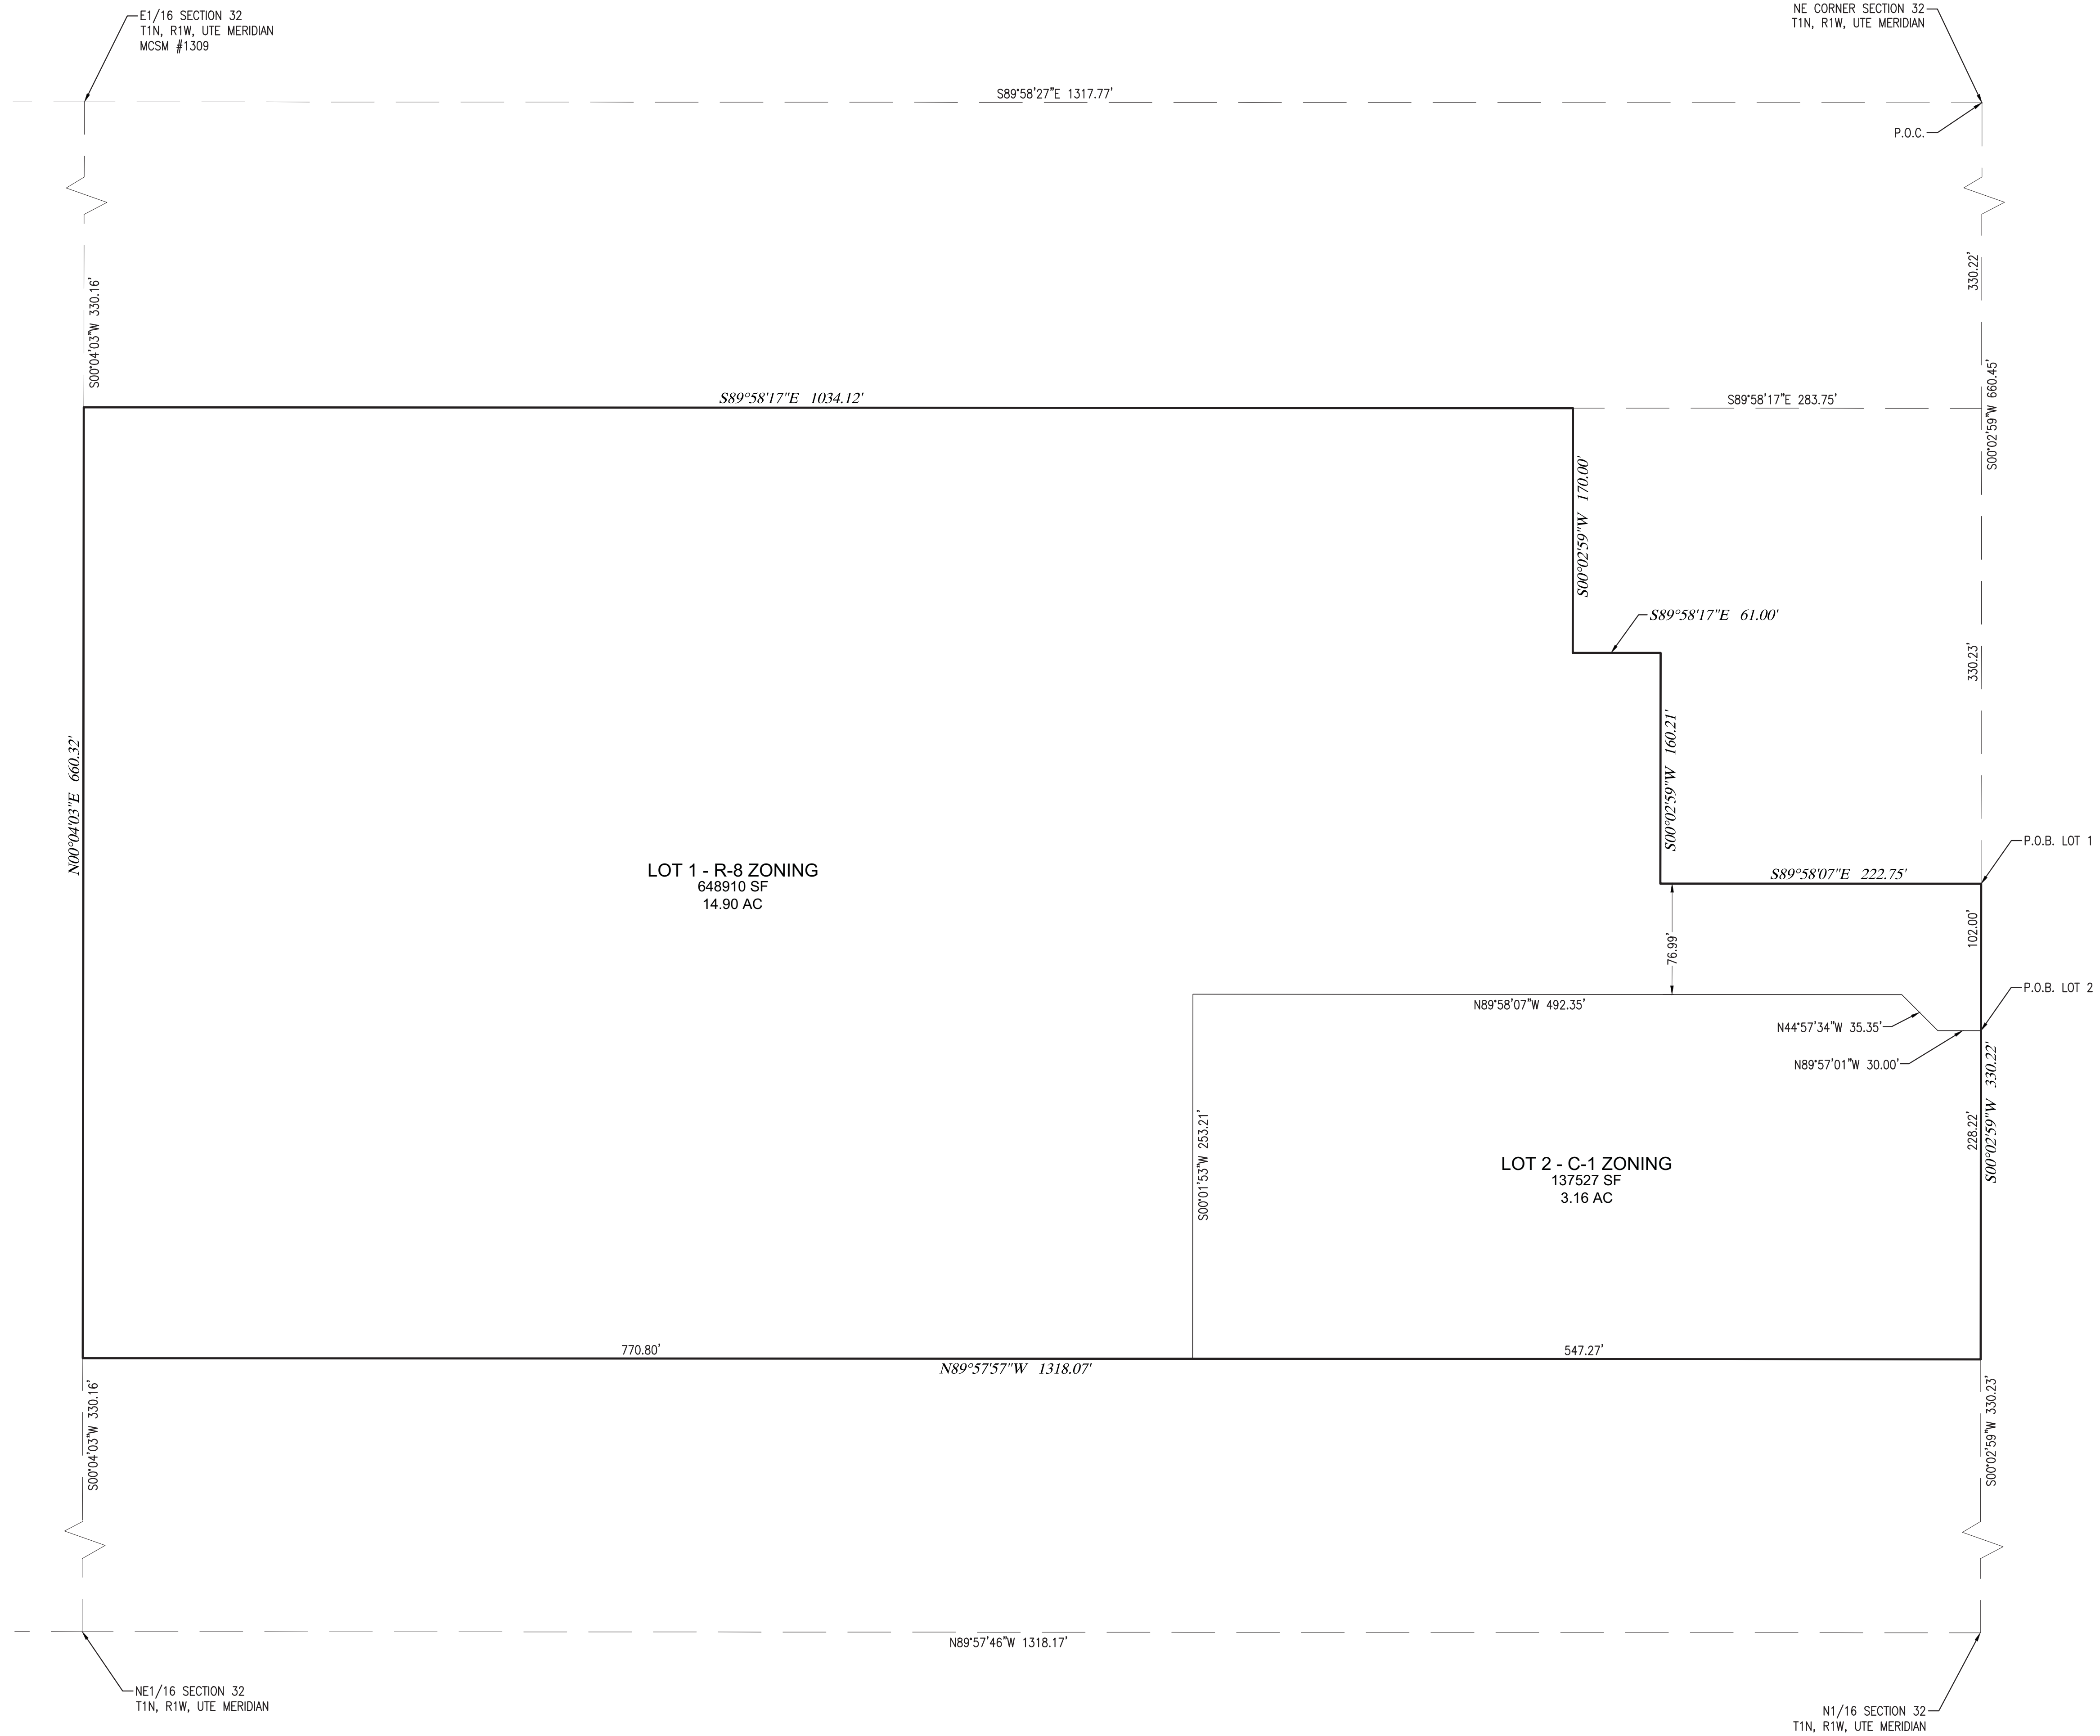 E1/16 SECTION 32
T1N, R1W, UTE MERIDIAN
MCSM #1309
NE CORNER SECTION 32
T1N, R1W, UTE MERIDIAN
S89°58'27"E 1317.77'
P.O.C.
S00°04'03"W 330.16'
330.22'
S89°58'17"E 1034.12'
S89°58'17"E 283.75'
S00°02'59"W 660.45'
S00°02'59"W 170.00'
S89°58'17"E 61.00'
330.23'
N00°04'03"E 660.32'
S00°02'59"W 160.21'
P.O.B. LOT 1
LOT 1 - R-8 ZONING
648910 SF
14.90 AC
S89°58'07"E 222.75'
102.00'
76.99'
P.O.B. LOT 2
N89°58'07"W 492.35'
N44°57'34"W 35.35'
N89°57'01"W 30.00'
S00°02'59"W 330.22'
S00°01'53"W 253.21'
228.22'
LOT 2 - C-1 ZONING
137527 SF
3.16 AC
770.80'
547.27'
N89°57'57"W 1318.07'
S00°04'03"W 330.16'
S00°02'59"W 330.23'
N89°57'46"W 1318.17'
NE1/16 SECTION 32
T1N, R1W, UTE MERIDIAN
N1/16 SECTION 32
T1N, R1W, UTE MERIDIAN